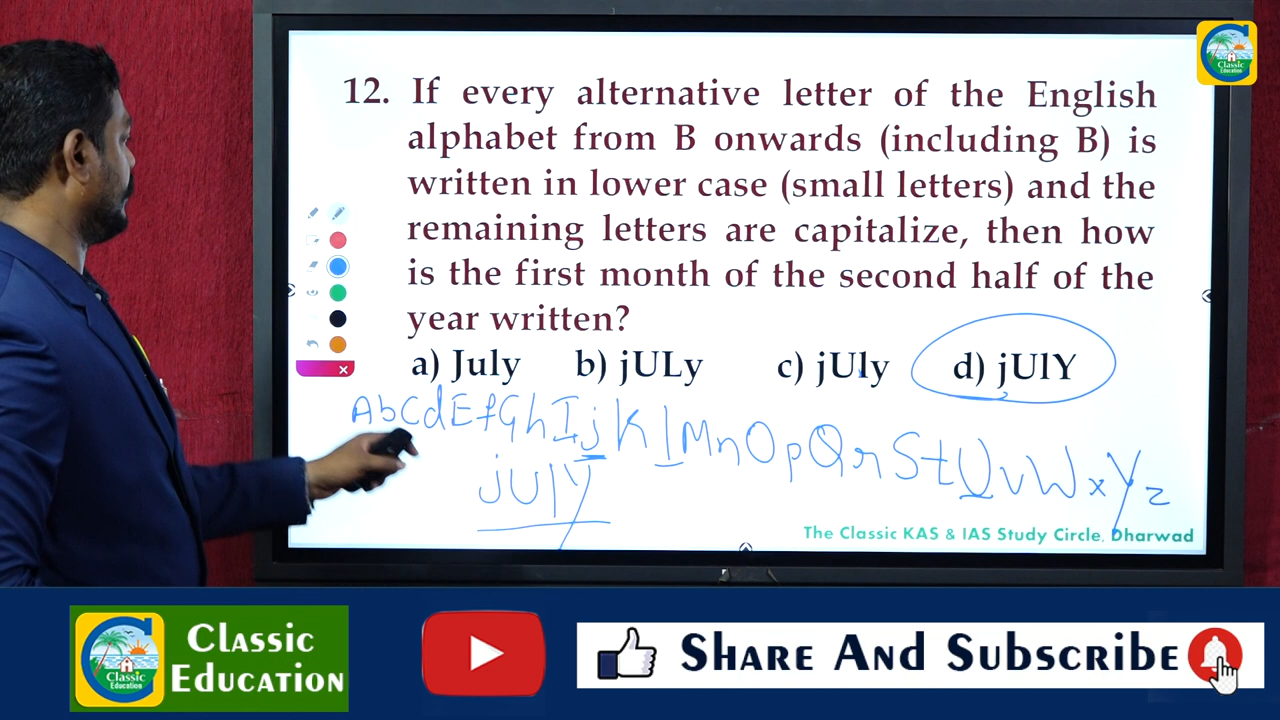 12. If every alternative letter of the English
alphabet from B onwards (including B) is
written in lower case (small letters) and the
remaining letters are capitalize, then how
is the first month of the second half of the
year written?
a) July b) jULy c) jUly d) jUlY
AbCdEfGhIjKlMnOpQrStUvWxYz
jUlY
The Classic KAS & IAS Study Circle, Dharwad
Classic
Education
Classic
Education
CLASSIC
EDUCATION
SHARE AND SUBSCRIBE